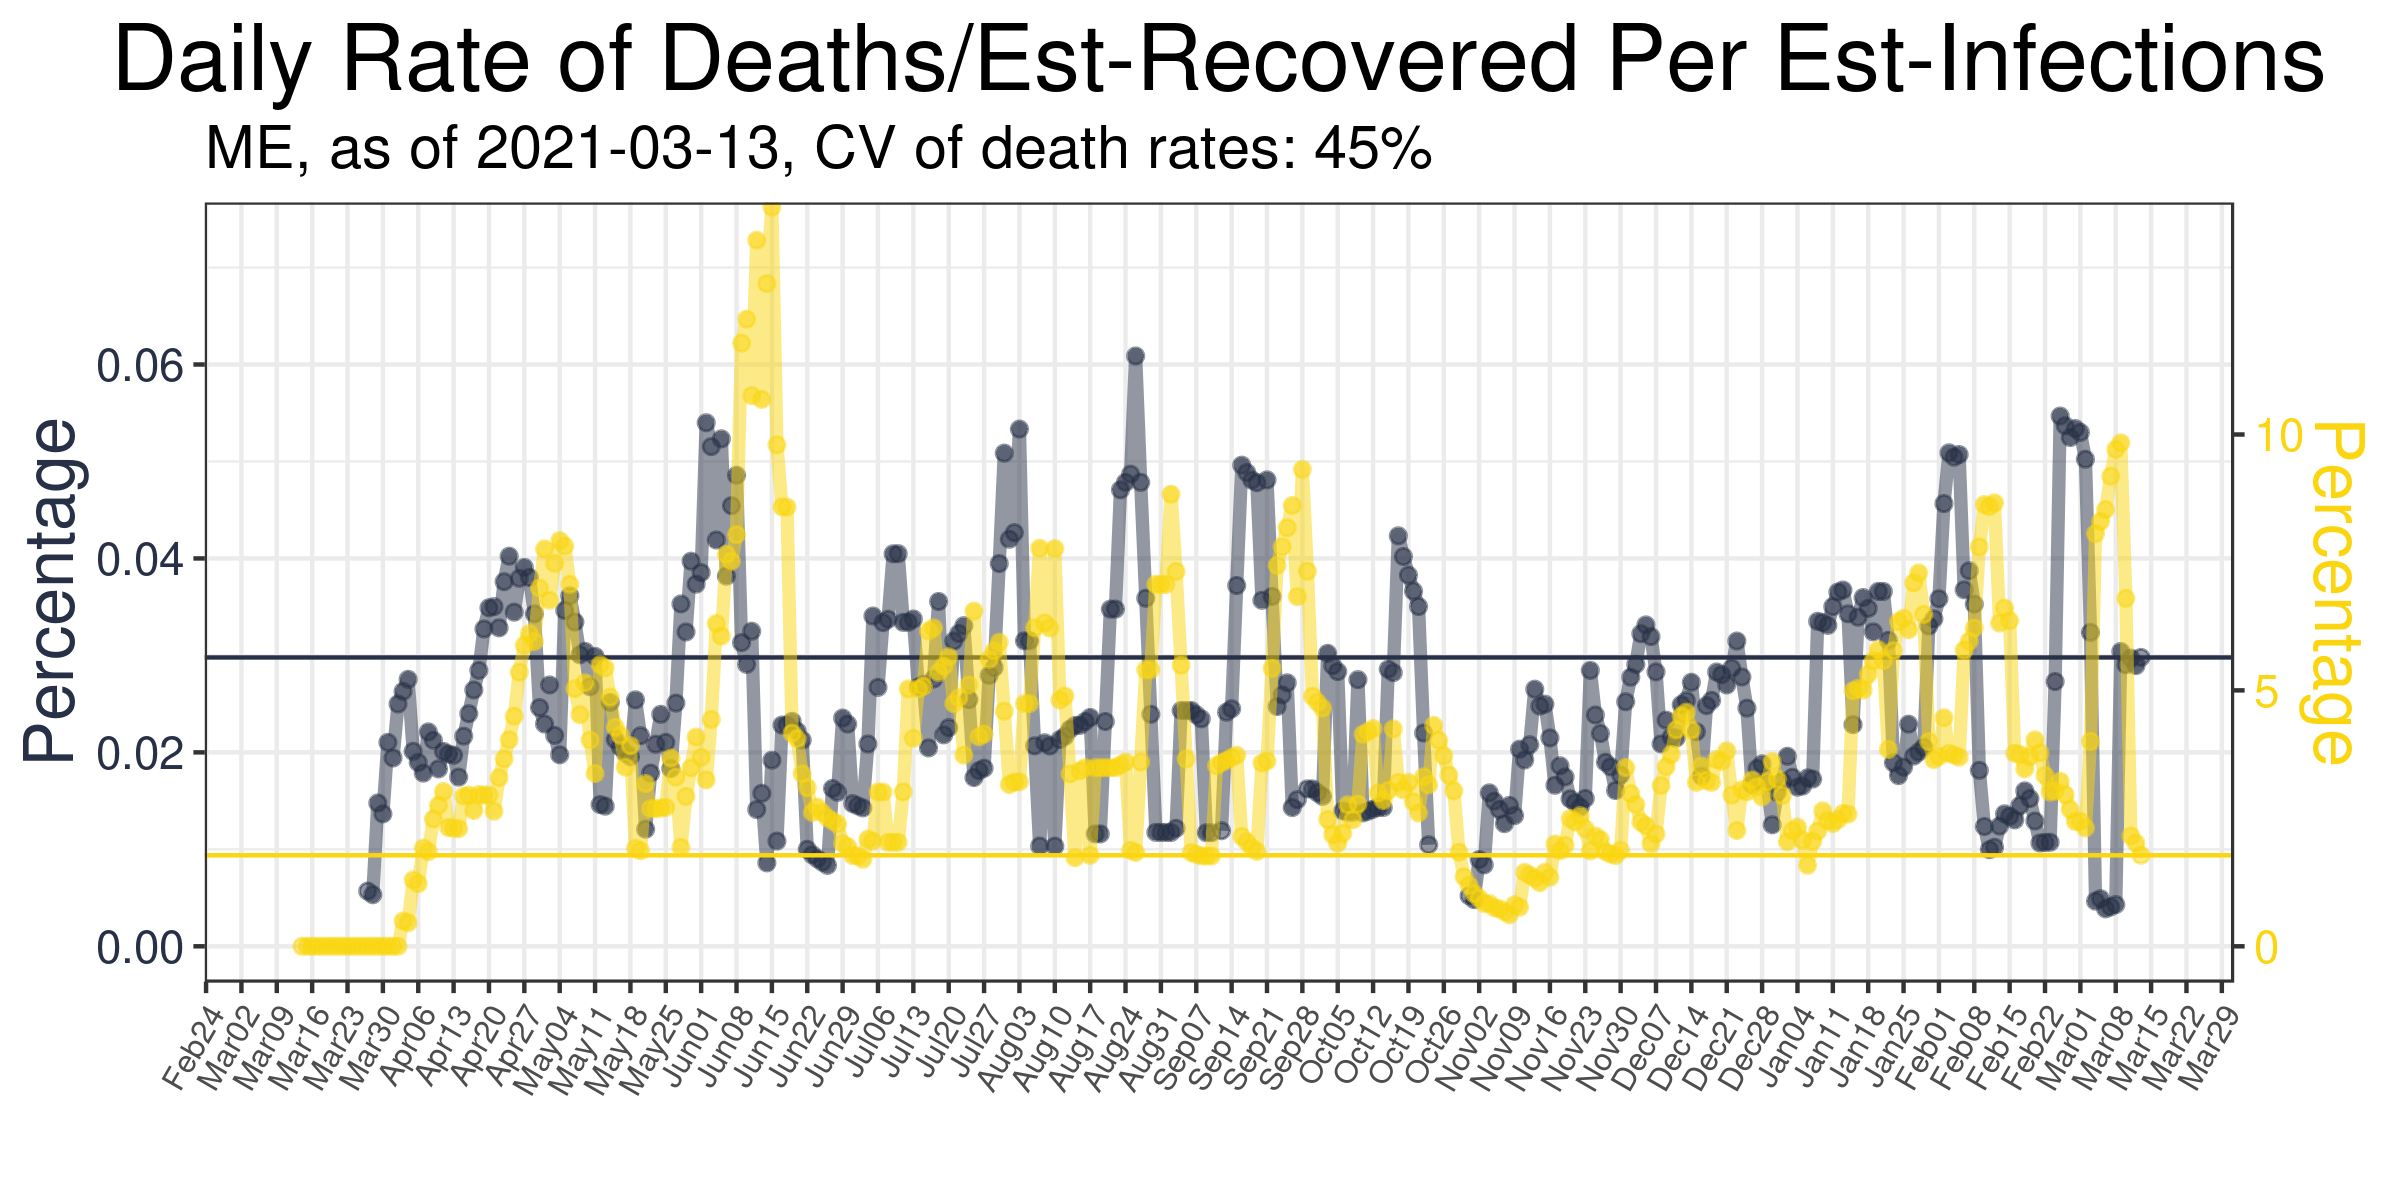 Daily Rate of Deaths/Est-Recovered Per Est-Infections
ME, as of 2021-03-13, CV of death rates: 45%
Percentage
0.06
0.04
0.02
0.00
10
5
0
Percentage
Feb24
Mar02
Mar09
Mar16
Mar23
Mar30
Apr06
Apr13
Apr20
Apr27
May04
May11
May18
May25
Jun01
Jun08
Jun15
Jun22
Jun29
Jul06
Jul13
Jul20
Jul27
Aug03
Aug10
Aug17
Aug24
Aug31
Sep07
Sep14
Sep21
Sep28
Oct05
Oct12
Oct19
Oct26
Nov02
Nov09
Nov16
Nov23
Nov30
Dec07
Dec14
Dec21
Dec28
Jan04
Jan11
Jan18
Jan25
Feb01
Feb08
Feb15
Feb22
Mar01
Mar08
Mar15
Mar22
Mar29